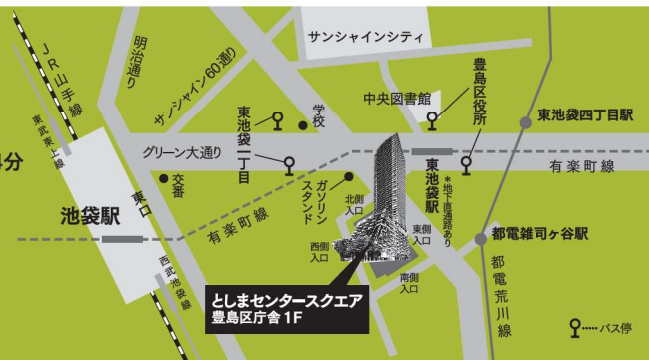 サンシャインシティ
JR山手線
明治通り
サンシャイン60通り
豊島区役所
中央図書館
東池袋一丁目
学校
東池袋四丁目駅
東武東上線
4分
グリーン大通り
交番
ガソリン
スタンド
東池袋駅
*地下直通路あり
有楽町線
池袋駅
東口
有楽町線
北側
入口
西側
入口
東側
入口
南側
入口
都電雑司ヶ谷駅
都電荒川線
西武池袋線
としまセンタースクエア
豊島区庁舎1F
・・・・・バス停